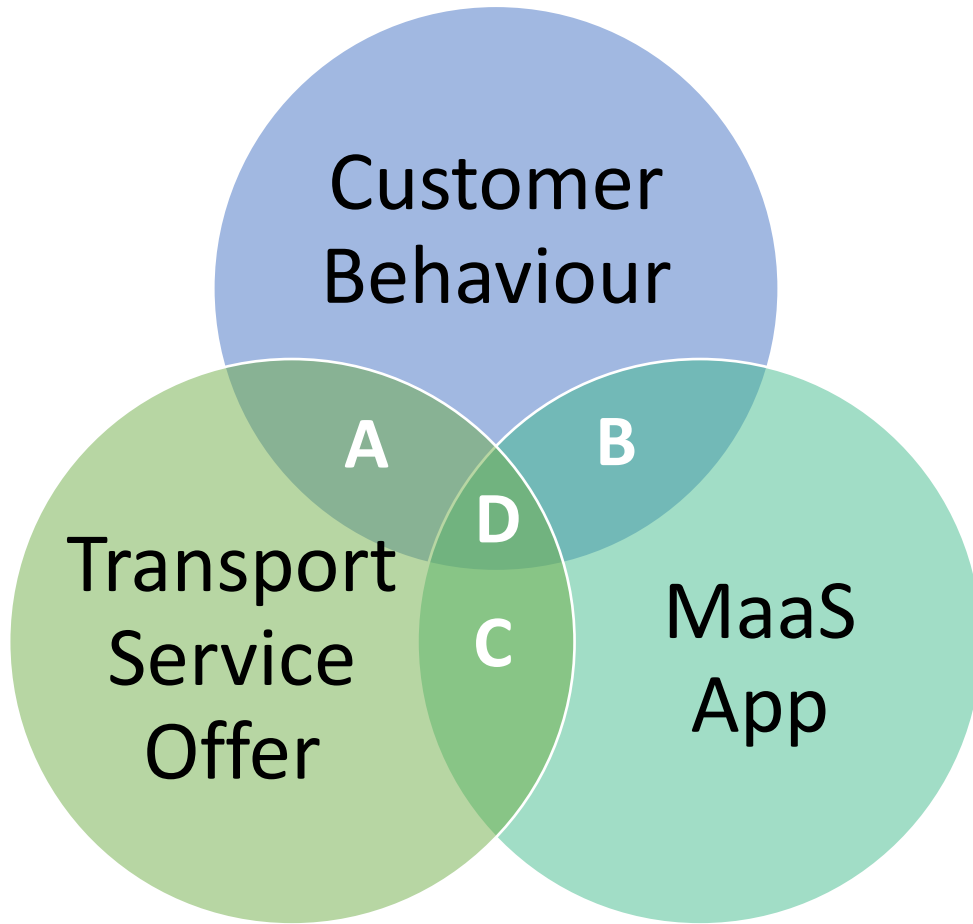 Customer
Behaviour
A
B
D
Transport
Service
Offer
C
MaaS
App